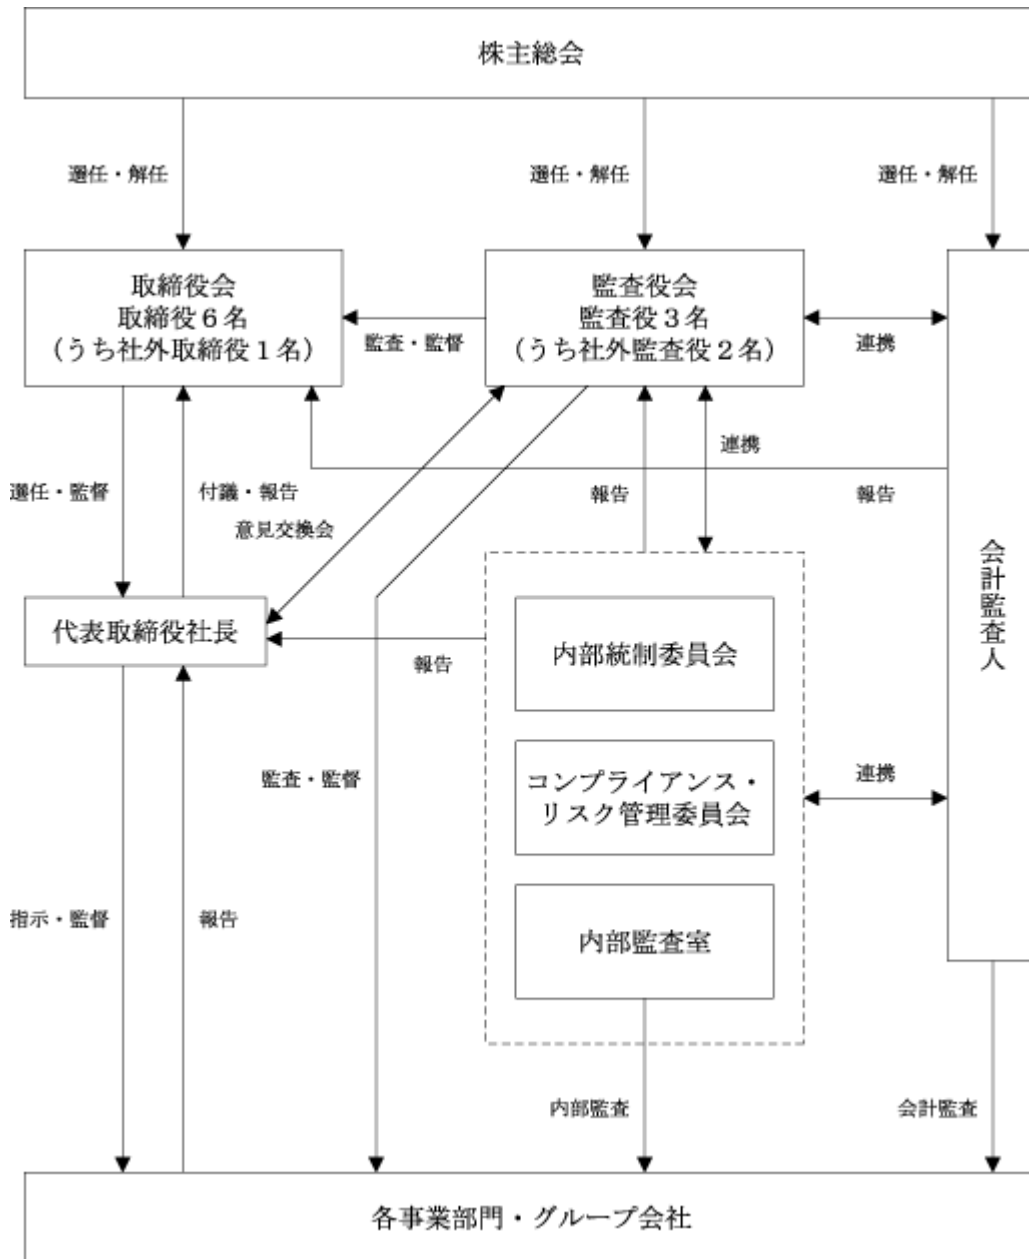 株主総会
選任・解任
選任・解任
選任・解任
取締役会
取締役6名
(うち社外取締役1名)
監査・監督
監査役会
監査役3名
(うち社外監査役2名)
連携
選任・監督
付議・報告
意見交換会
報告
連携
報告
代表取締役社長
報告
内部統制委員会
会計監査人
監査・監督
コンプライアンス・
リスク管理委員会
連携
指示・監督
報告
内部監査室
内部監査
会計監査
各事業部門・グループ会社